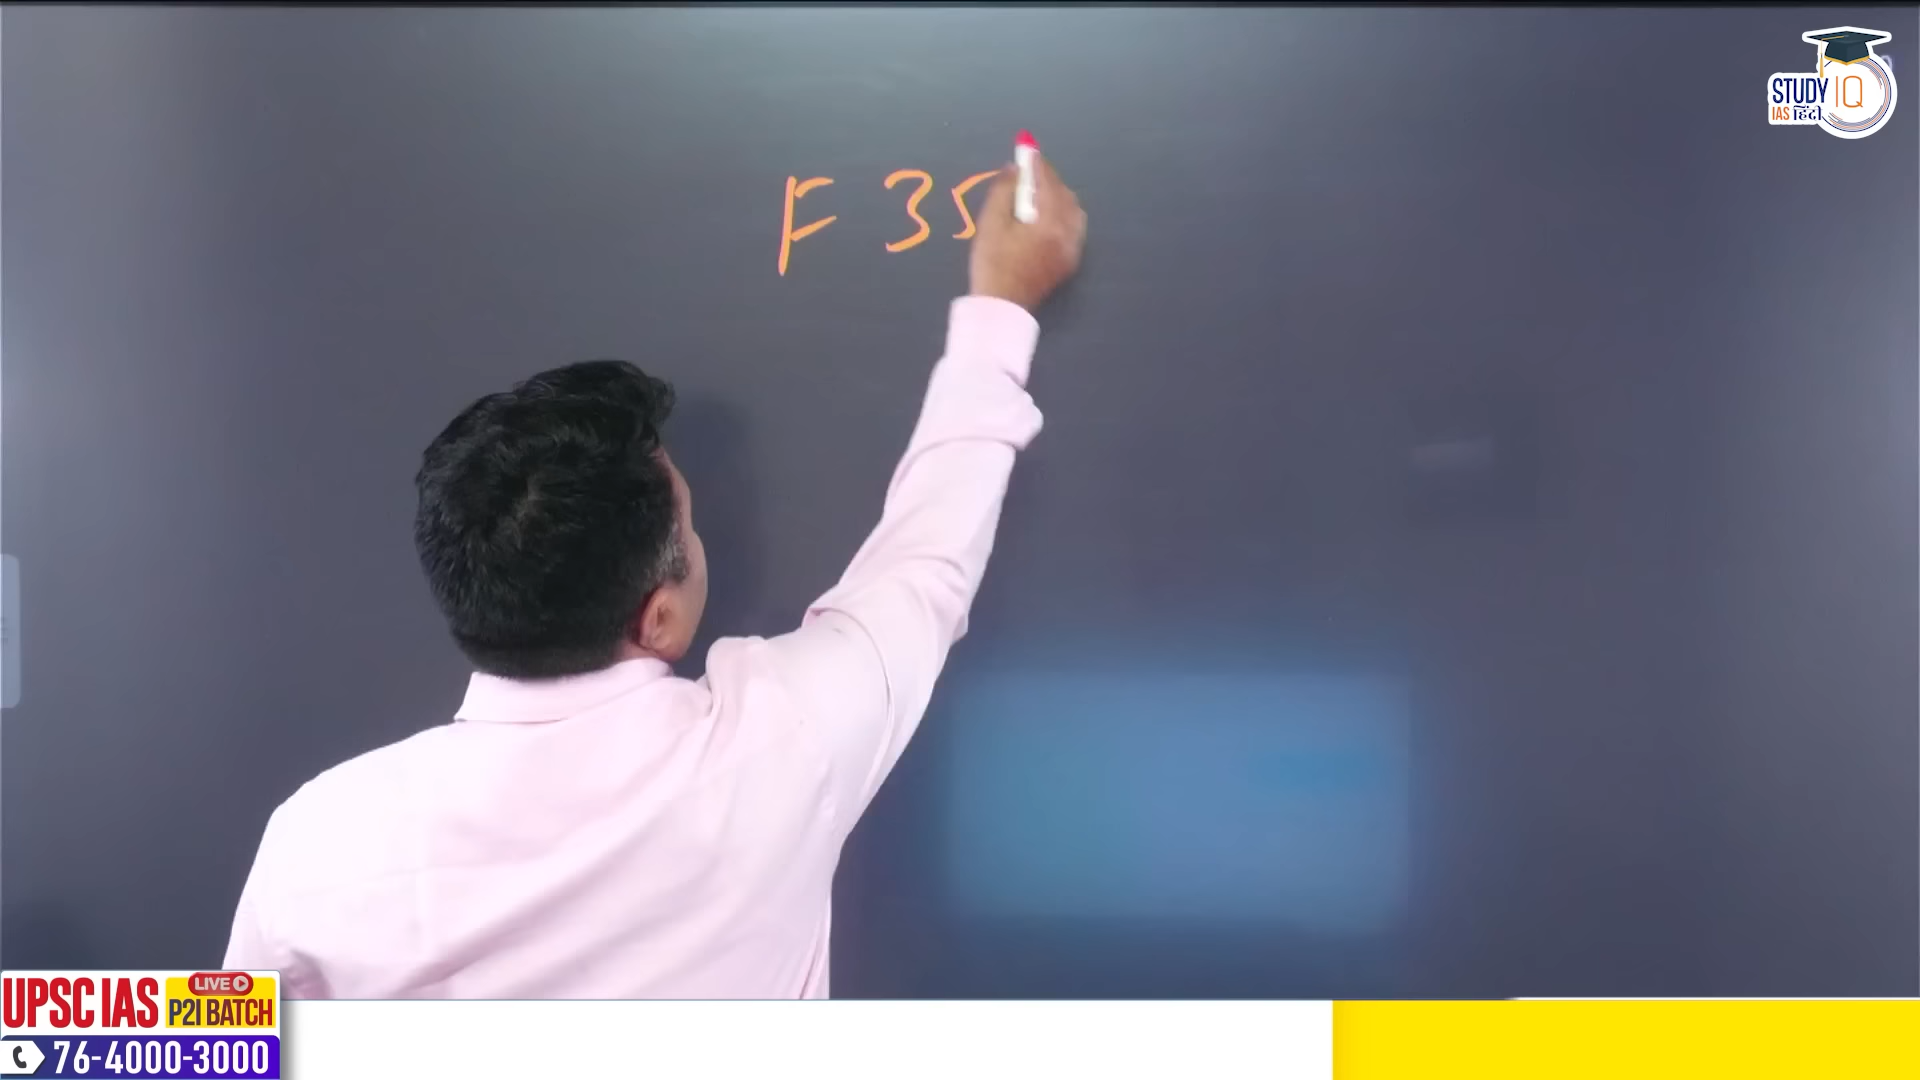 STUDY IQ
IAS हिंदी
F 35
UPSC IAS
LIVE
P2I BATCH
76-4000-3000